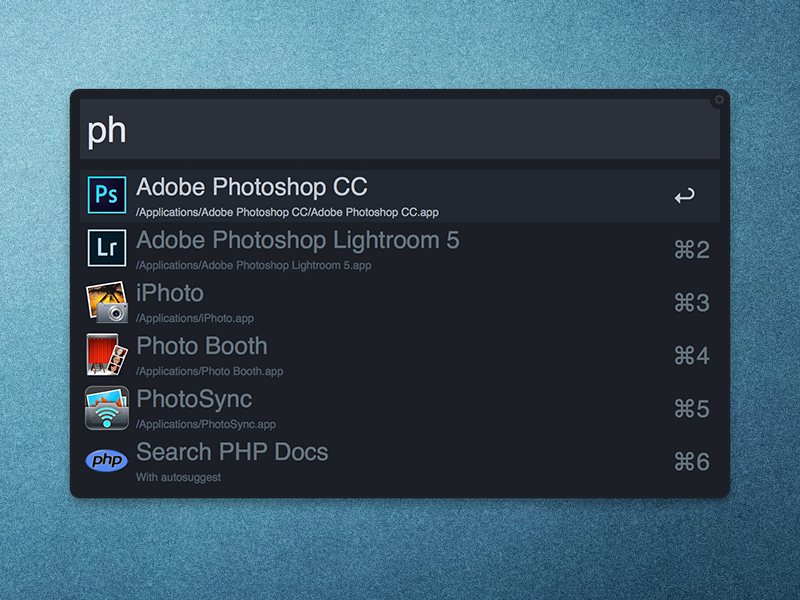 ph
Ps
Adobe Photoshop CC
/Applications/Adobe Photoshop CC/Adobe Photoshop CC.app
Lr
Adobe Photoshop Lightroom 5
/Applications/Adobe Photoshop Lightroom 5.app
⌘2
iPhoto
/Applications/iPhoto.app
⌘3
Photo Booth
/Applications/Photo Booth.app
⌘4
PhotoSync
/Applications/PhotoSync.app
⌘5
php
Search PHP Docs
With autosuggest
⌘6